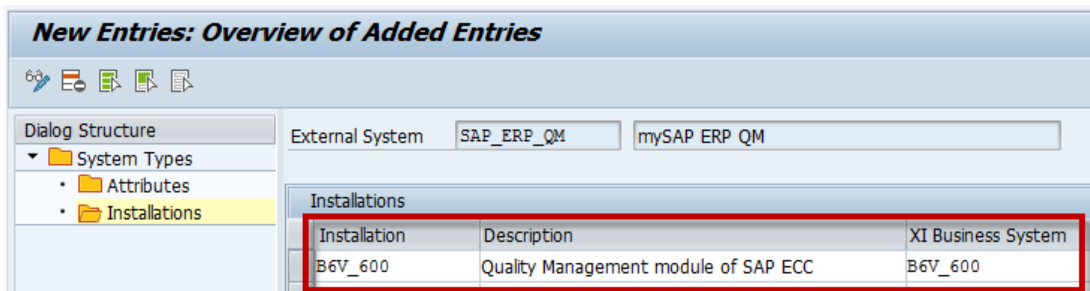 New Entries: Overview of Added Entries
Dialog Structure
System Types
Attributes
Installations
External System SAP_ERP_QM mySAP ERP QM
Installations
Installation Description XI Business System
B6V_600 Quality Management module of SAP ECC B6V_600